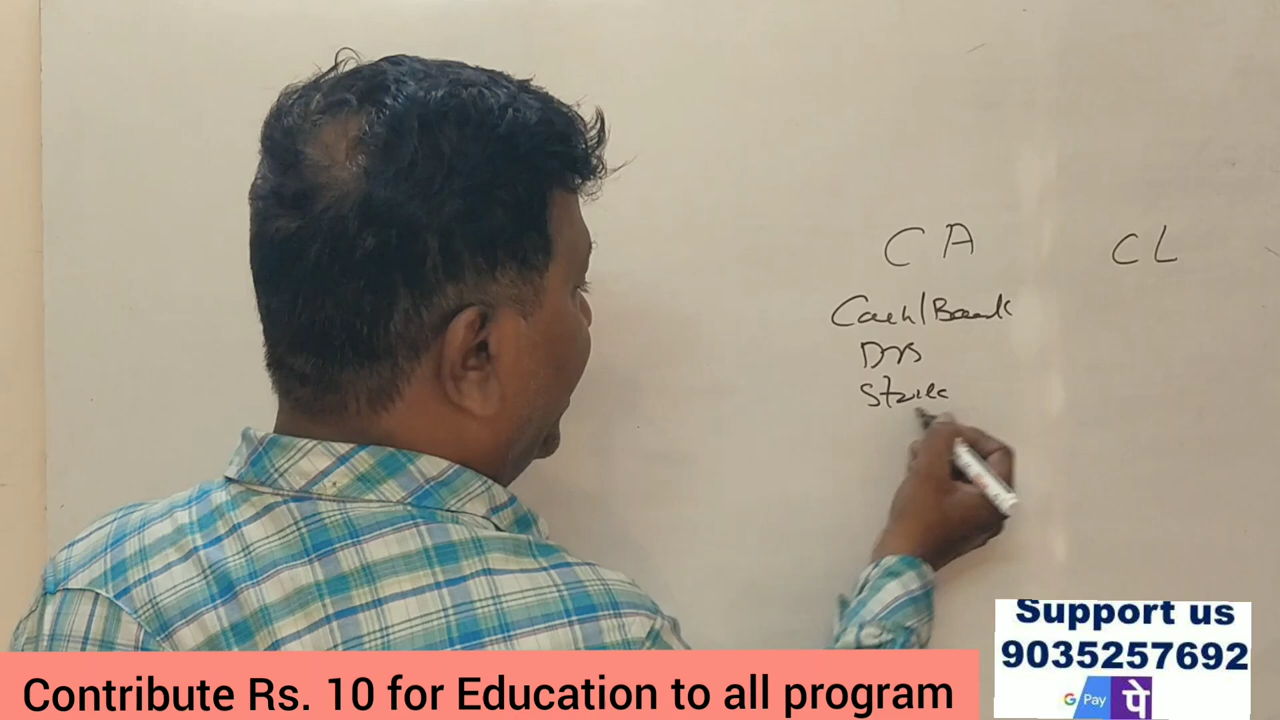 CA CL
Cash/Bank
Drs
Stock
Support us
9035257692
G Pay पे
Contribute Rs. 10 for Education to all program